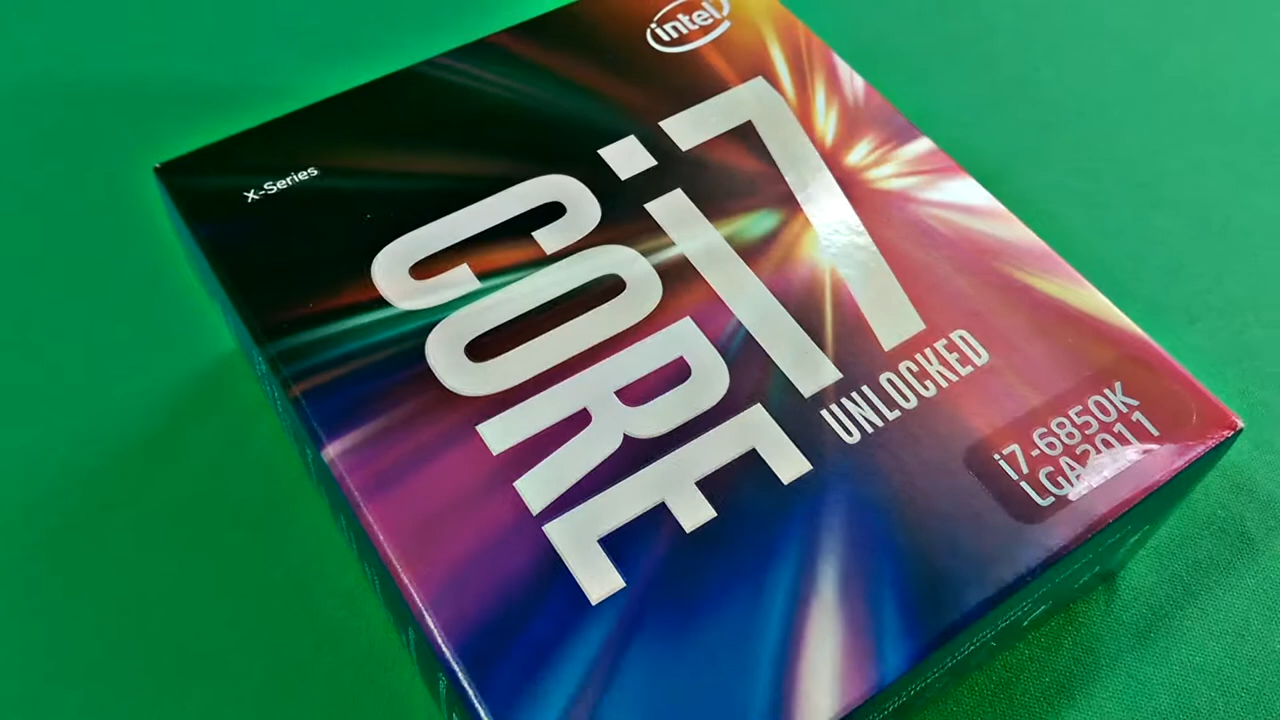 intel
X-Series
CORE
i7
UNLOCKED
i7-6850K
LGA2011